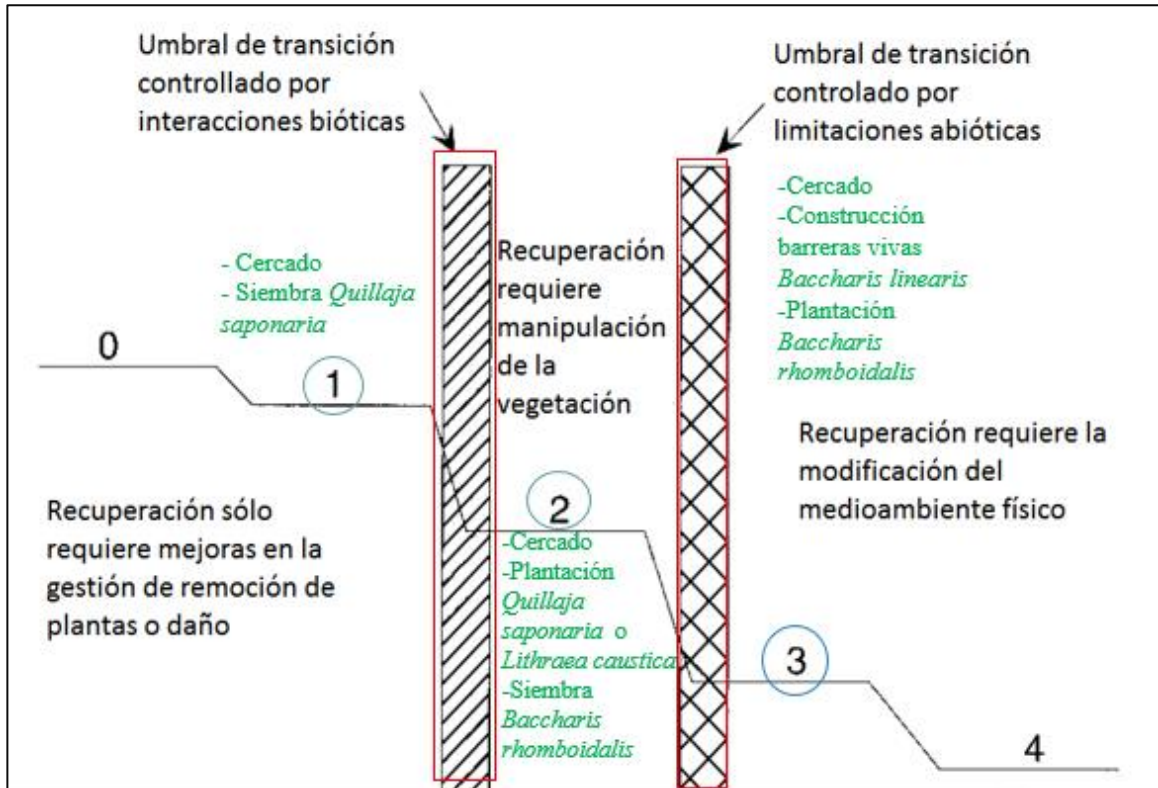 Umbral de transición
controllado por
interacciones bióticas
Umbral de transición
controlado por
limitaciones abióticas
- Cercado
- Siembra Quillaja
saponaria
Recuperación
requiere
manipulación
de la
vegetación
-Cercado
-Construcción
barreras vivas
Baccharis linearis
-Plantación
Baccharis
rhomboidalis
0
1
2
3
4
Recuperación sólo
requiere mejoras en la
gestión de remoción de
plantas o daño
-Cercado
-Plantación
Quillaja
saponaria o
Lithraea caustica
-Siembra
Baccharis
rhomboidalis
Recuperación requiere la
modificación del
medioambiente físico